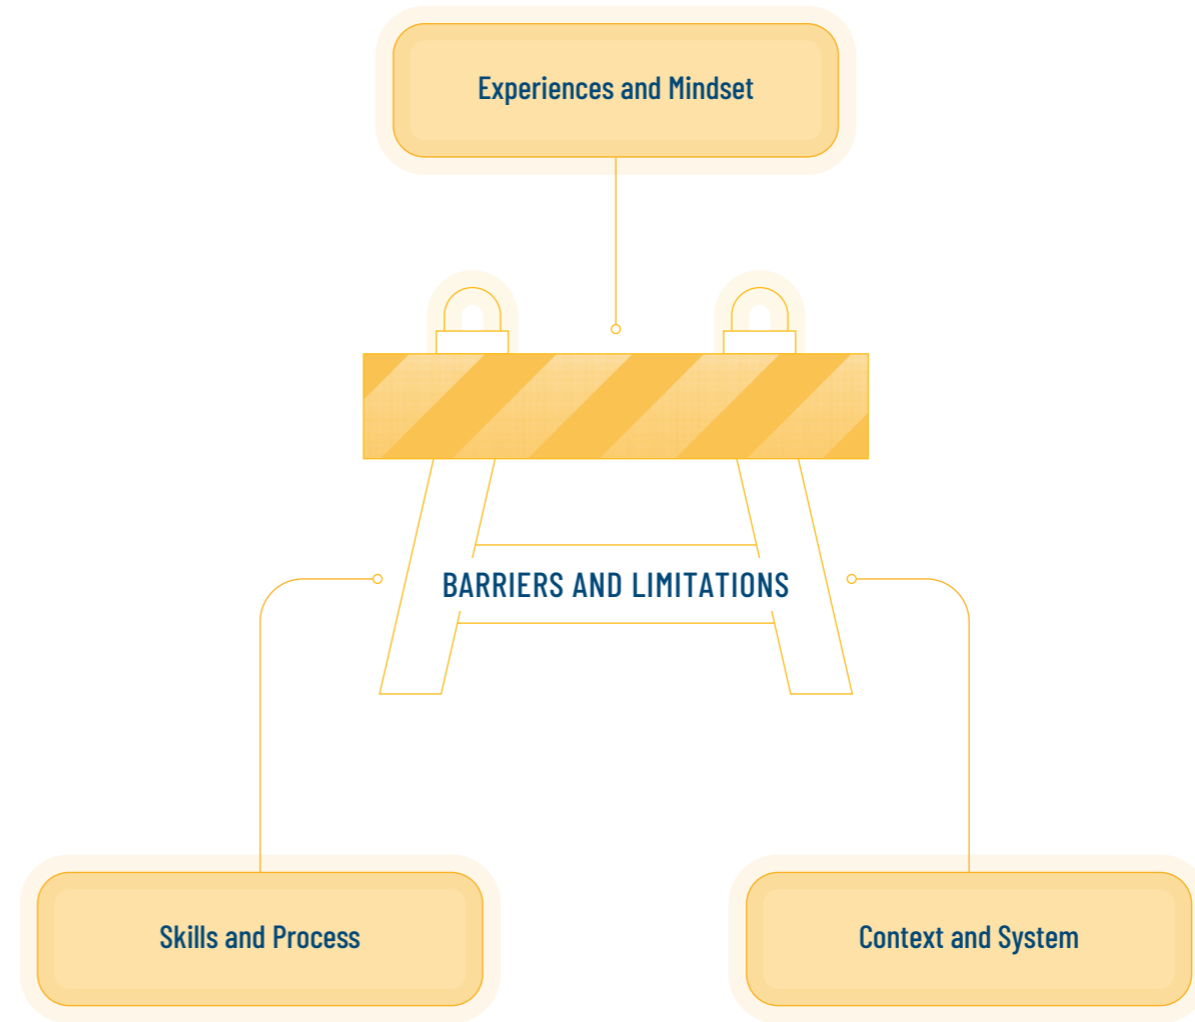 Experiences and Mindset
BARRIERS AND LIMITATIONS
Skills and Process
Context and System